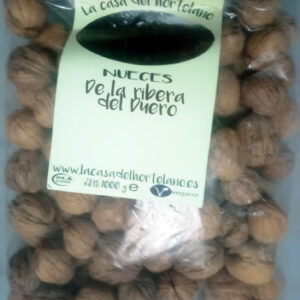 La casa del hortelano
NUECES
De la ribera
del Duero
www.lacasadelhortelano.es
1000 g e